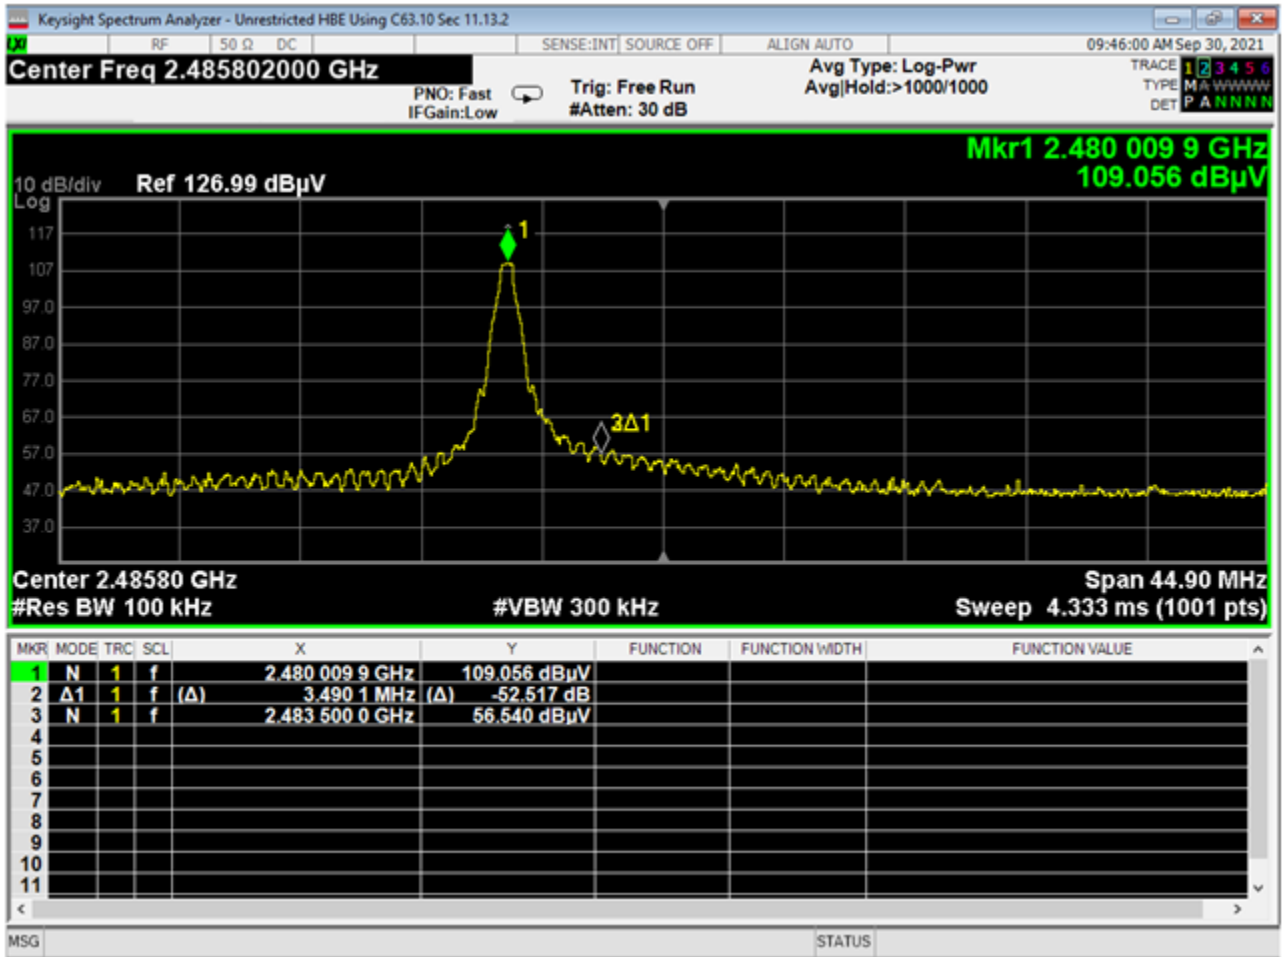 Keysight Spectrum Analyzer - Unrestricted HBE Using C63.10 Sec 11.13.2
LXI RF 50 Ω DC SENSE:INT SOURCE OFF ALIGN AUTO 09:46:00 AM Sep 30, 2021
Center Freq 2.485802000 GHz
PNO: Fast
IFGain:Low
Trig: Free Run
#Atten: 30 dB
Avg Type: Log-Pwr
Avg|Hold:>1000/1000
TRACE 1 2 3 4 5 6
TYPE M A W W W W
DET P A N N N N
Mkr1 2.480 009 9 GHz
109.056 dBµV
10 dB/div Ref 126.99 dBµV
Log
117
107
97.0
87.0
77.0
67.0
57.0
47.0
37.0
1
Δ1
Center 2.48580 GHz Span 44.90 MHz
#Res BW 100 kHz #VBW 300 kHz Sweep 4.333 ms (1001 pts)
MKR MODE TRC SCL X Y FUNCTION FUNCTION WIDTH FUNCTION VALUE
1 N 1 f 2.480 009 9 GHz 109.056 dBµV
2 Δ1 1 f (Δ) 3.490 1 MHz (Δ) -52.517 dB
3 N 1 f 2.483 500 0 GHz 56.540 dBµV
4
5
6
7
8
9
10
11
MSG STATUS